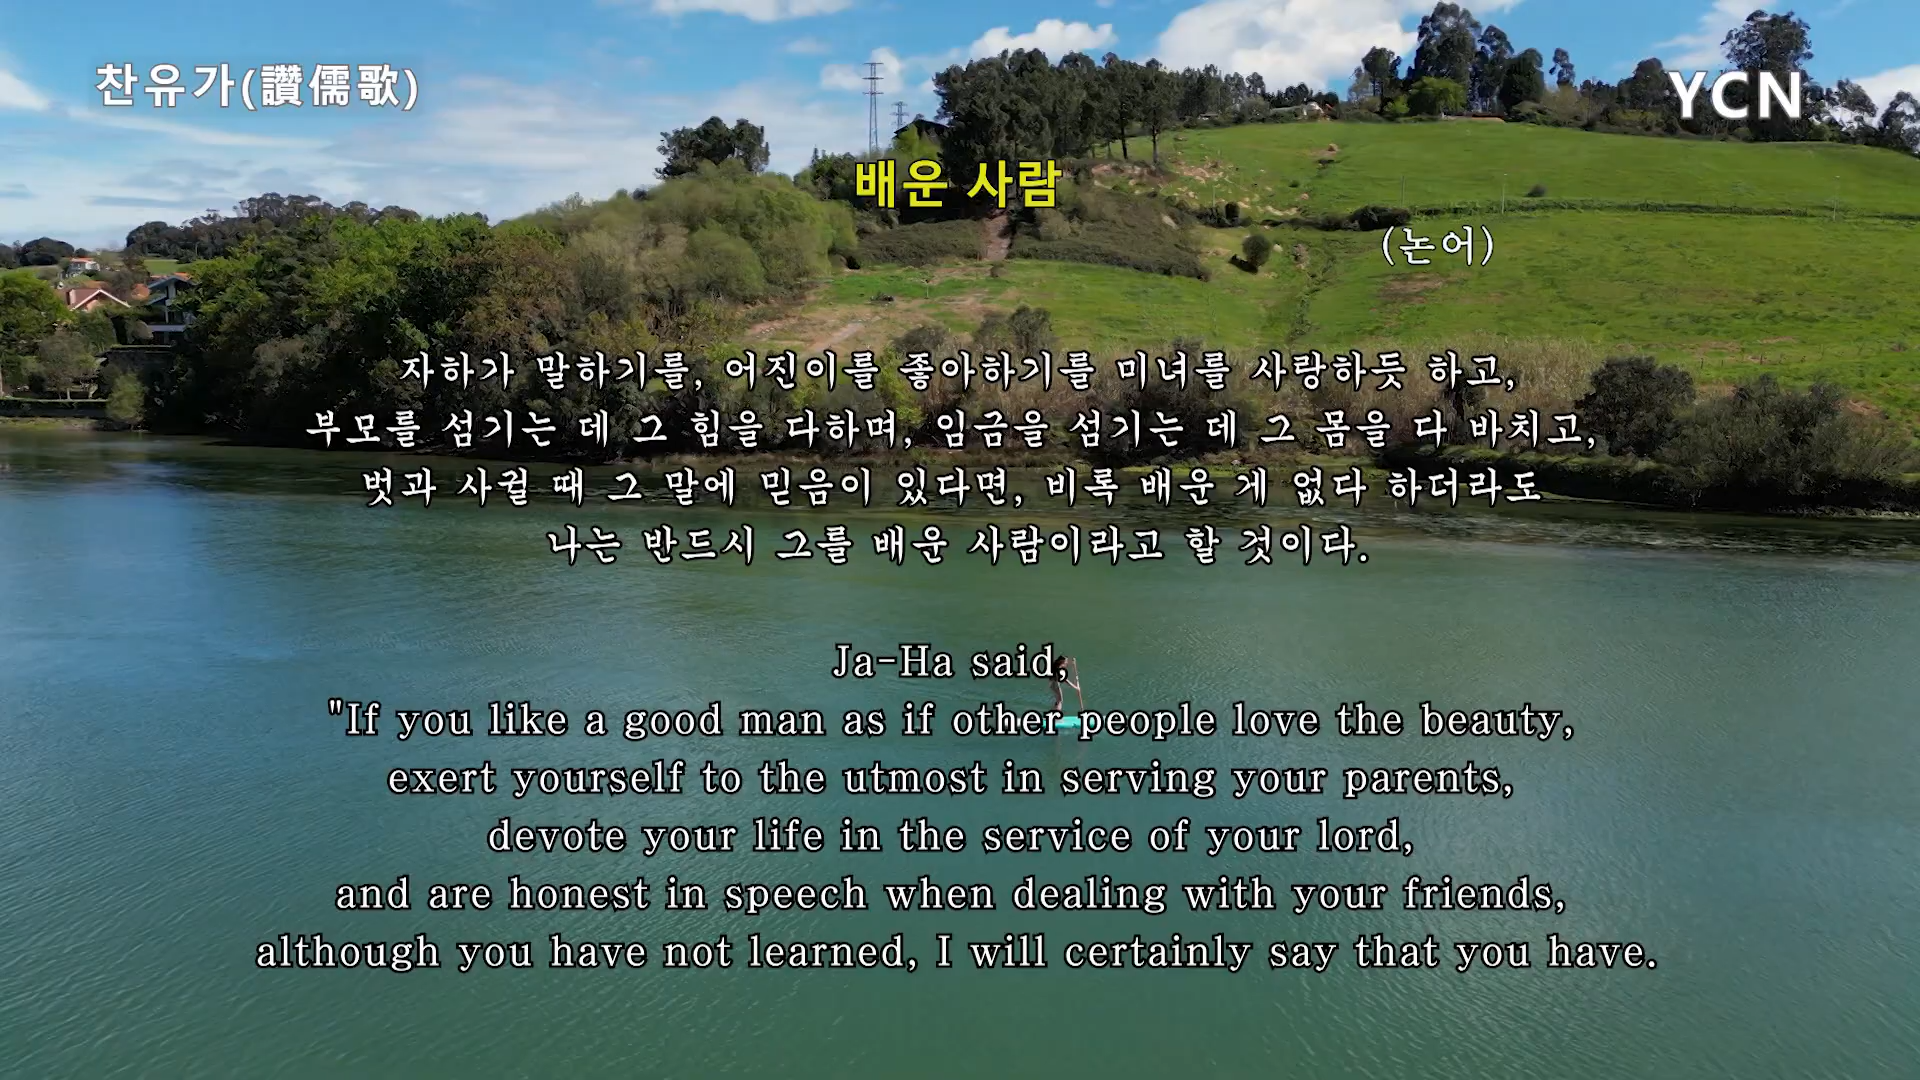 찬유가(讚儒歌)
YCN
배운 사람
(논어)
자하가 말하기를, 어진이를 좋아하기를 미녀를 사랑하듯 하고,
부모를 섬기는 데 그 힘을 다하며, 임금을 섬기는 데 그 몸을 다 바치고,
벗과 사귈 때 그 말에 믿음이 있다면, 비록 배운 게 없다 하더라도
나는 반드시 그를 배운 사람이라고 할 것이다.
Ja-Ha said,
"If you like a good man as if other people love the beauty,
exert yourself to the utmost in serving your parents,
devote your life in the service of your lord,
and are honest in speech when dealing with your friends,
although you have not learned, I will certainly say that you have.